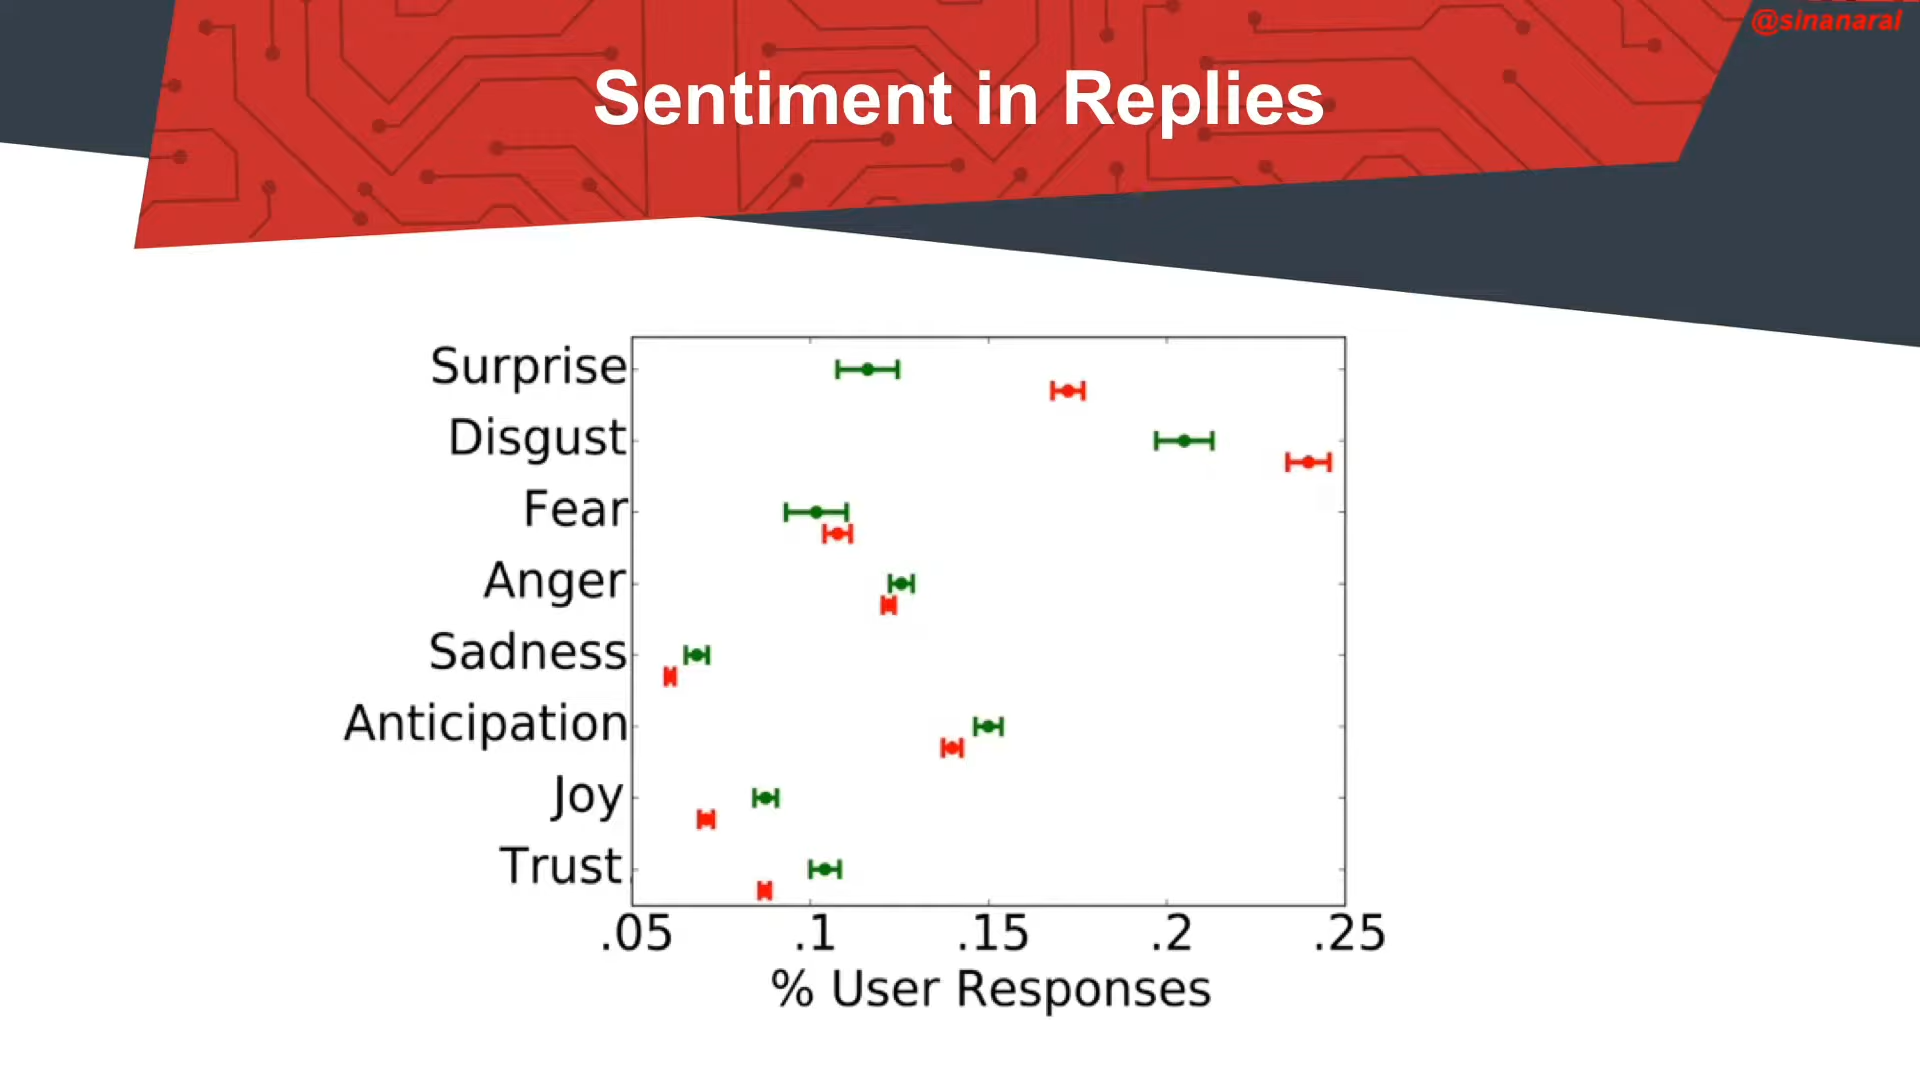 @sinanaral
Sentiment in Replies
Surprise
Disgust
Fear
Anger
Sadness
Anticipation
Joy
Trust
.05 .1 .15 .2 .25
% User Responses